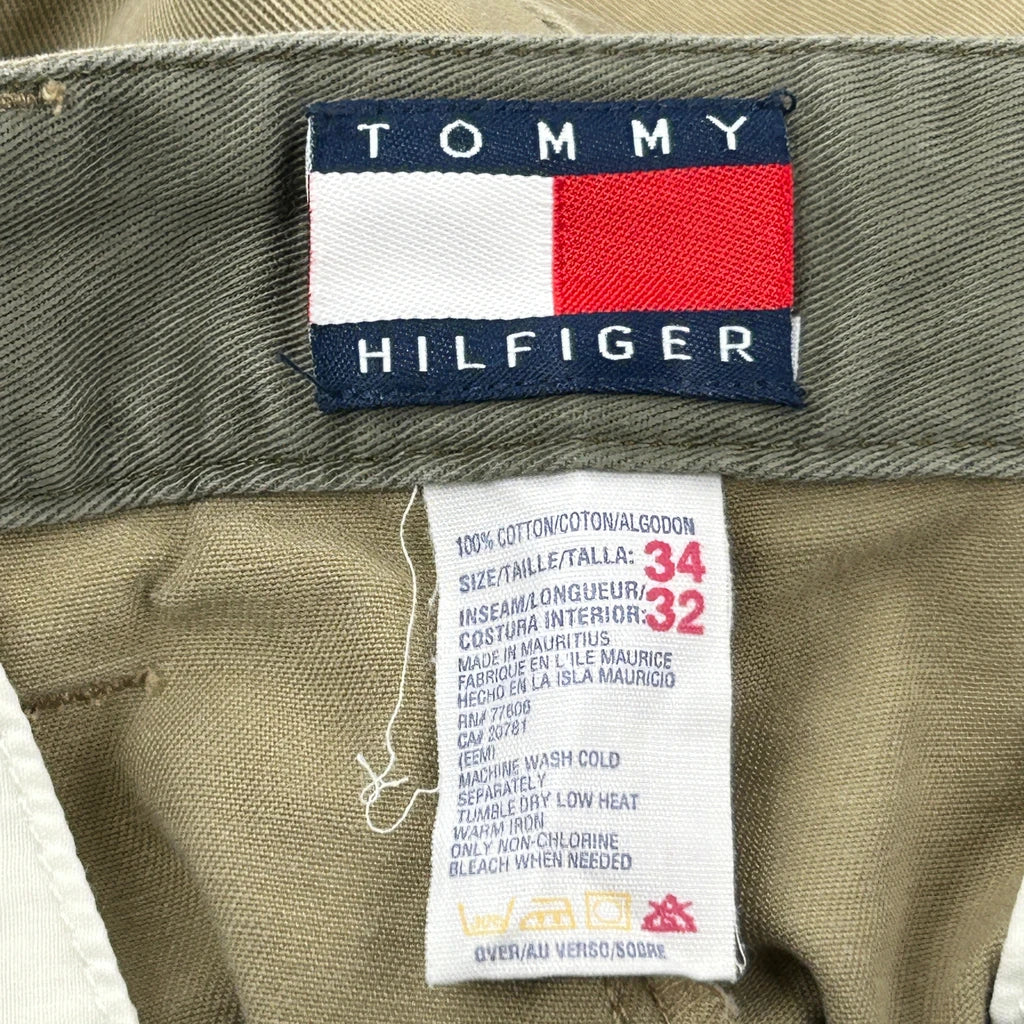 TOMMY
HILFIGER
100% COTTON/COTON/ALGODON
SIZE/TAILLE/TALLA: 34
INSEAM/LONGUEUR/
COSTURA INTERIOR: 32
MADE IN MAURITIUS
FABRIQUE EN L'ILE MAURICE
HECHO EN LA ISLA MAURICIO
RN# 77806
CA# 20781
(EEM)
MACHINE WASH COLD
SEPARATELY
TUMBLE DRY LOW HEAT
WARM IRON
ONLY NON-CHLORINE
BLEACH WHEN NEEDED
OVER/AU VERSO/SOBRE